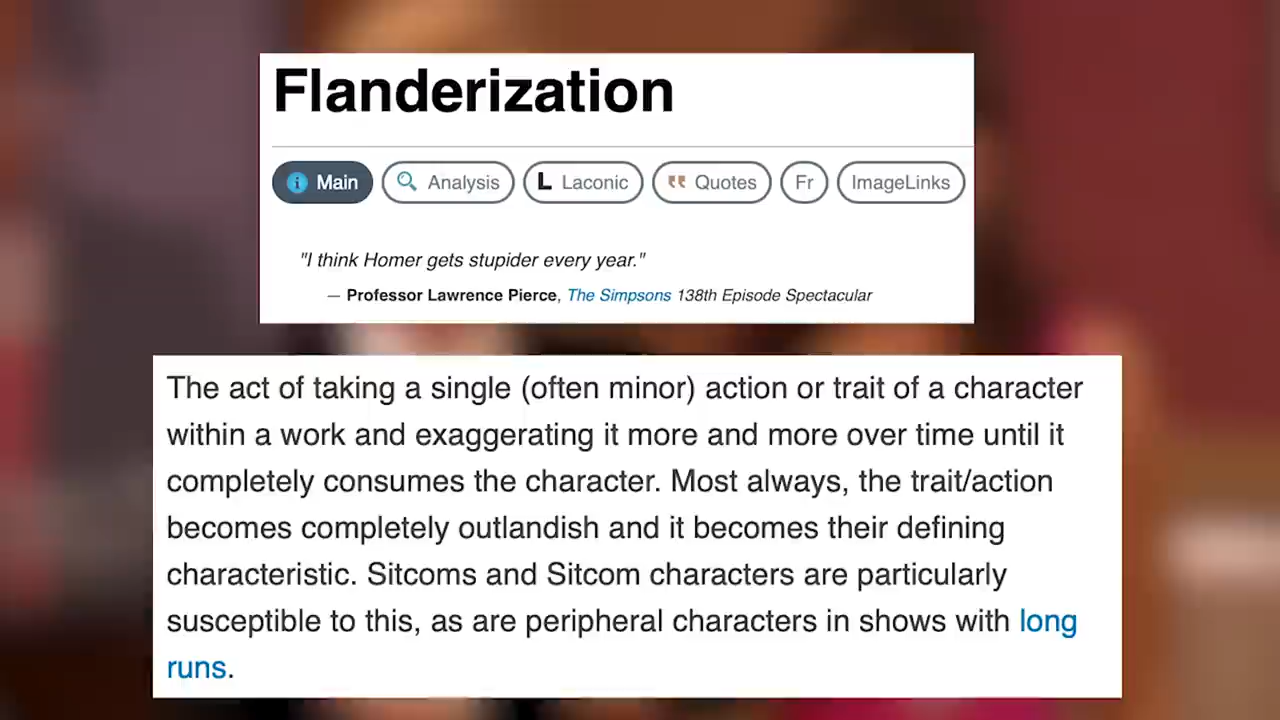 Flanderization
Main Analysis Laconic Quotes Fr ImageLinks
"I think Homer gets stupider every year."
— Professor Lawrence Pierce, The Simpsons 138th Episode Spectacular
The act of taking a single (often minor) action or trait of a character
within a work and exaggerating it more and more over time until it
completely consumes the character. Most always, the trait/action
becomes completely outlandish and it becomes their defining
characteristic. Sitcoms and Sitcom characters are particularly
susceptible to this, as are peripheral characters in shows with long
runs.